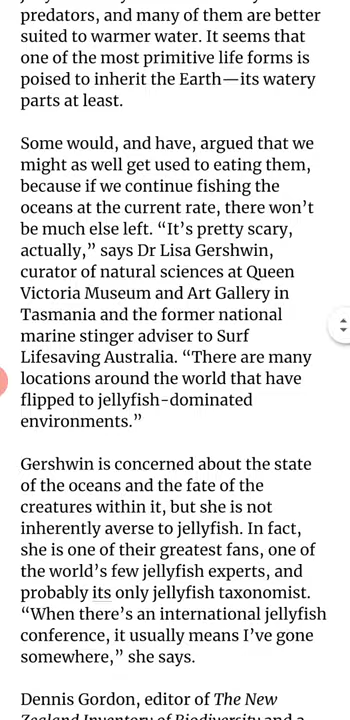 predators, and many of them are better
suited to warmer water. It seems that
one of the most primitive life forms is
poised to inherit the Earth—its watery
parts at least.
Some would, and have, argued that we
might as well get used to eating them,
because if we continue fishing the
oceans at the current rate, there won’t
be much else left. “It’s pretty scary,
actually,” says Dr Lisa Gershwin,
curator of natural sciences at Queen
Victoria Museum and Art Gallery in
Tasmania and the former national
marine stinger adviser to Surf
Lifesaving Australia. “There are many
locations around the world that have
flipped to jellyfish-dominated
environments.”
Gershwin is concerned about the state
of the oceans and the fate of the
creatures within it, but she is not
inherently averse to jellyfish. In fact,
she is one of their greatest fans, one of
the world’s few jellyfish experts, and
probably its only jellyfish taxonomist.
“When there’s an international jellyfish
conference, it usually means I’ve gone
somewhere,” she says.
Dennis Gordon, editor of The New
Zealand Inventory of Biodiversity and a